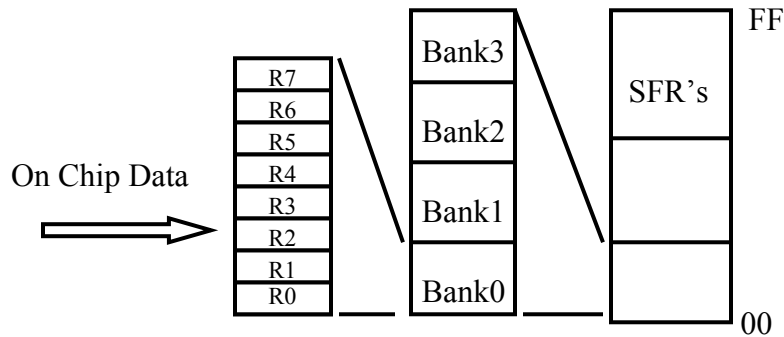 On Chip Data
R7
R6
R5
R4
R3
R2
R1
R0
Bank3
Bank2
Bank1
Bank0
FF
SFR's
00